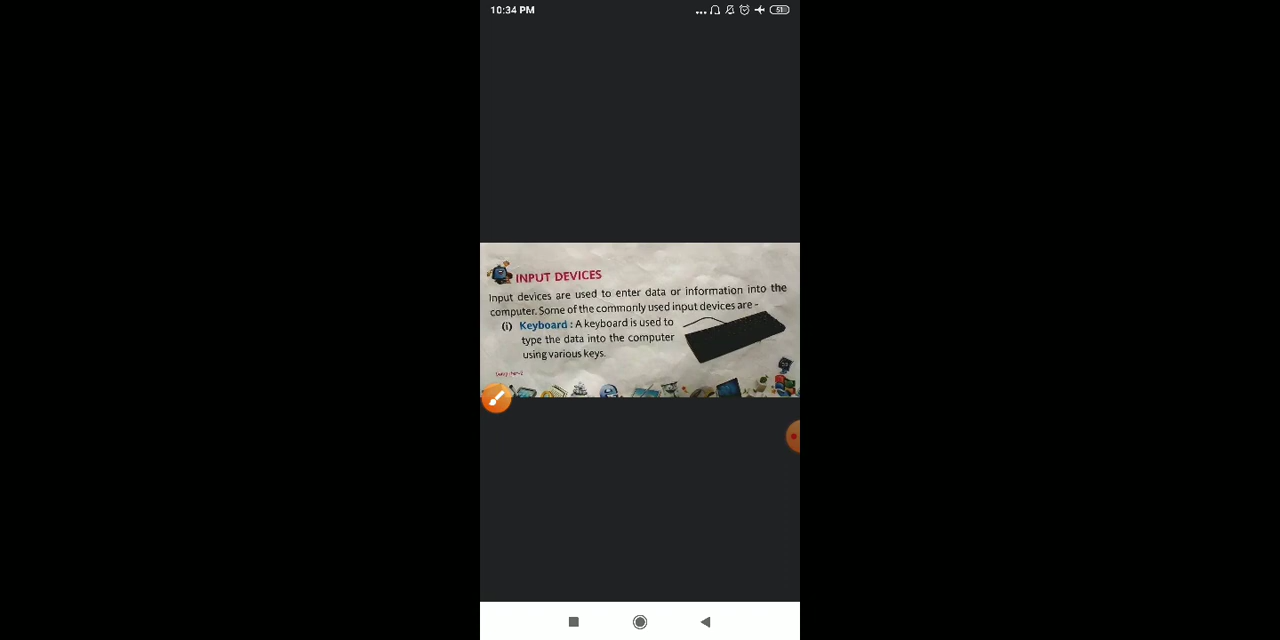 10:34 PM
51
INPUT DEVICES
Input devices are used to enter data or information into the
computer. Some of the commonly used input devices are -
(i) Keyboard : A keyboard is used to
type the data into the computer
using various keys.